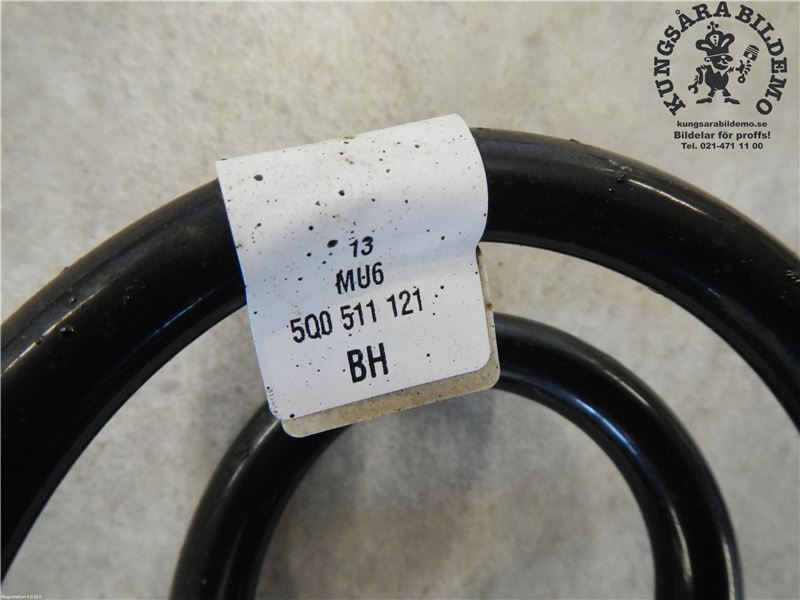 KUNGSÅRA BILDEMO
kungsarabildemo.se
Bildelar för proffs!
Tel. 021-471 11 00
13
MU6
5Q0 511 121
BH